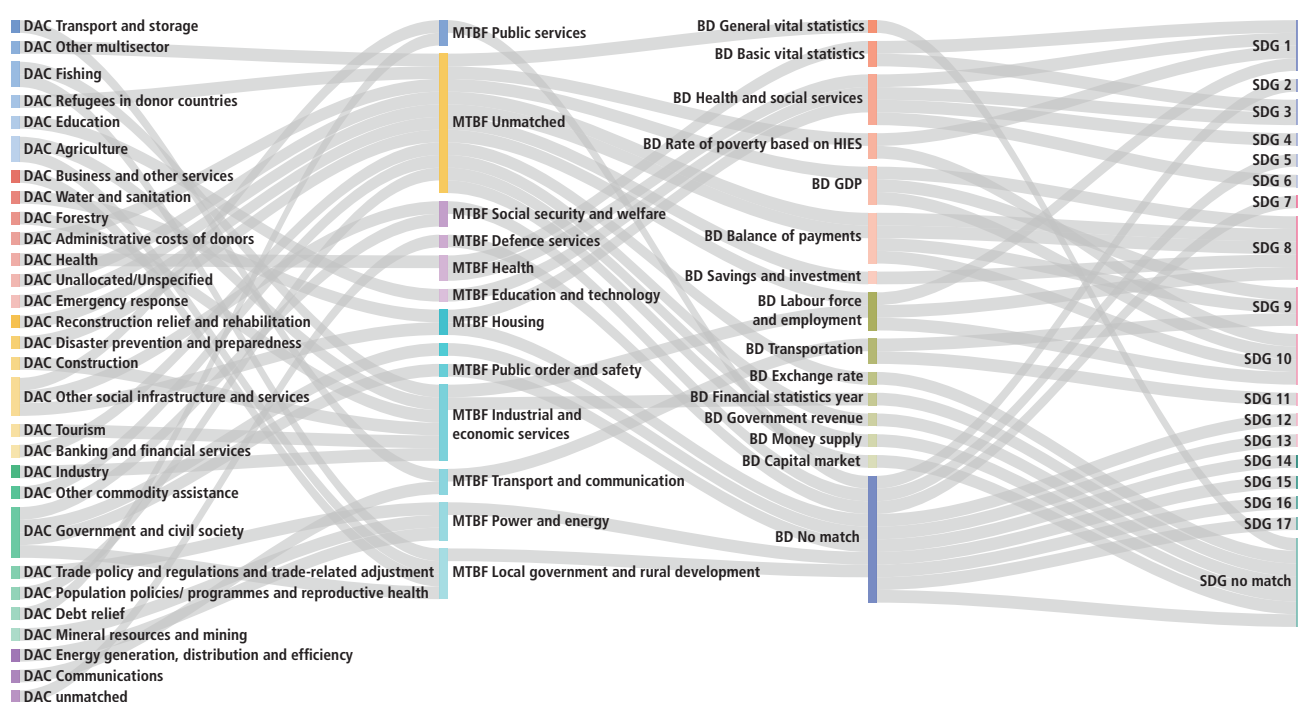 DAC Transport and storage
DAC Other multisector
DAC Fishing
DAC Refugees in donor countries
DAC Education
DAC Agriculture
DAC Business and other services
DAC Water and sanitation
DAC Forestry
DAC Administrative costs of donors
DAC Health
DAC Unallocated/Unspecified
DAC Emergency response
DAC Reconstruction relief and rehabilitation
DAC Disaster prevention and preparedness
DAC Construction
DAC Other social infrastructure and services
DAC Tourism
DAC Banking and financial services
DAC Industry
DAC Other commodity assistance
DAC Government and civil society
DAC Trade policy and regulations and trade-related adjustment
DAC Population policies/ programmes and reproductive health
DAC Debt relief
DAC Mineral resources and mining
DAC Energy generation, distribution and efficiency
DAC Communications
DAC unmatched
MTBF Public services
MTBF Unmatched
MTBF Social security and welfare
MTBF Defence services
MTBF Health
MTBF Education and technology
MTBF Housing
MTBF Public order and safety
MTBF Industrial and
economic services
MTBF Transport and communication
MTBF Power and energy
MTBF Local government and rural development
BD General vital statistics
BD Basic vital statistics
BD Health and social services
BD Rate of poverty based on HIES
BD GDP
BD Balance of payments
BD Savings and investment
BD Labour force
and employment
BD Transportation
BD Exchange rate
BD Financial statistics year
BD Government revenue
BD Money supply
BD Capital market
BD No match
SDG 1
SDG 2
SDG 3
SDG 4
SDG 5
SDG 6
SDG 7
SDG 8
SDG 9
SDG 10
SDG 11
SDG 12
SDG 13
SDG 14
SDG 15
SDG 16
SDG 17
SDG no match